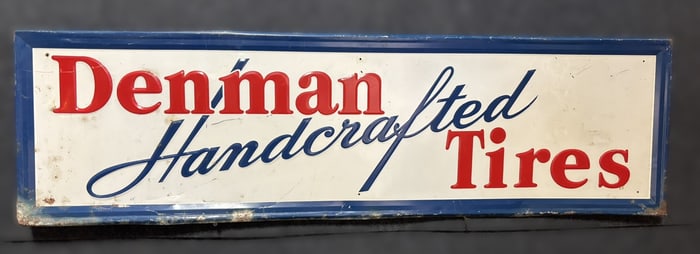 Denman
Handcrafted
Tires